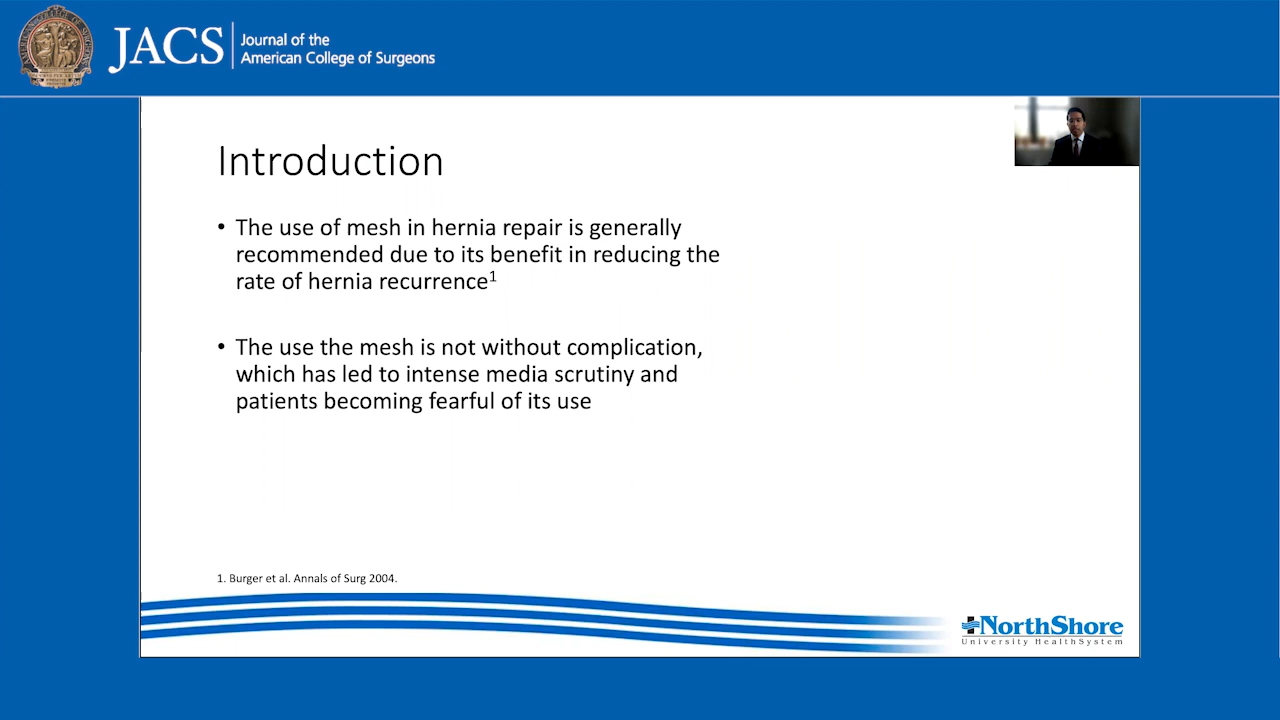 JACS
Journal of the
American College of Surgeons
Introduction
• The use of mesh in hernia repair is generally
recommended due to its benefit in reducing the
rate of hernia recurrence1
• The use the mesh is not without complication,
which has led to intense media scrutiny and
patients becoming fearful of its use
1. Burger et al. Annals of Surg 2004.
NorthShore
University HealthSystem